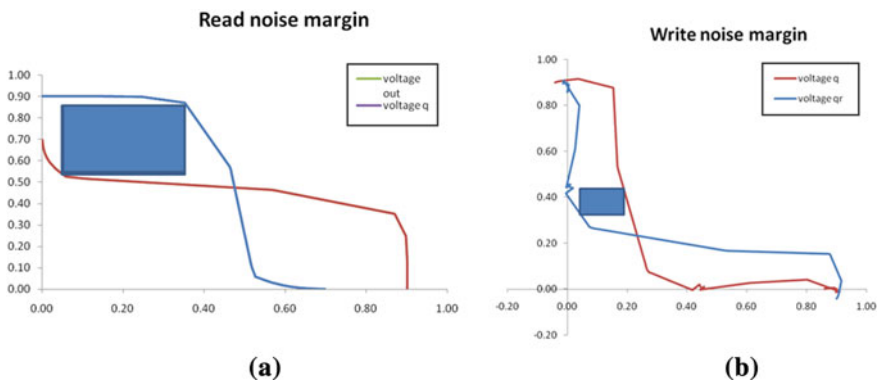 Read noise margin
1.00
0.90
0.80
0.70
0.60
0.50
0.40
0.30
0.20
0.10
0.00
0.00 0.20 0.40 0.60 0.80 1.00
voltage
out
voltage q
(a)
Write noise margin
1.00
0.80
0.60
0.40
0.20
0.00
-0.20
-0.20 0.00 0.20 0.40 0.60 0.80 1.00
voltage q
voltage qr
(b)